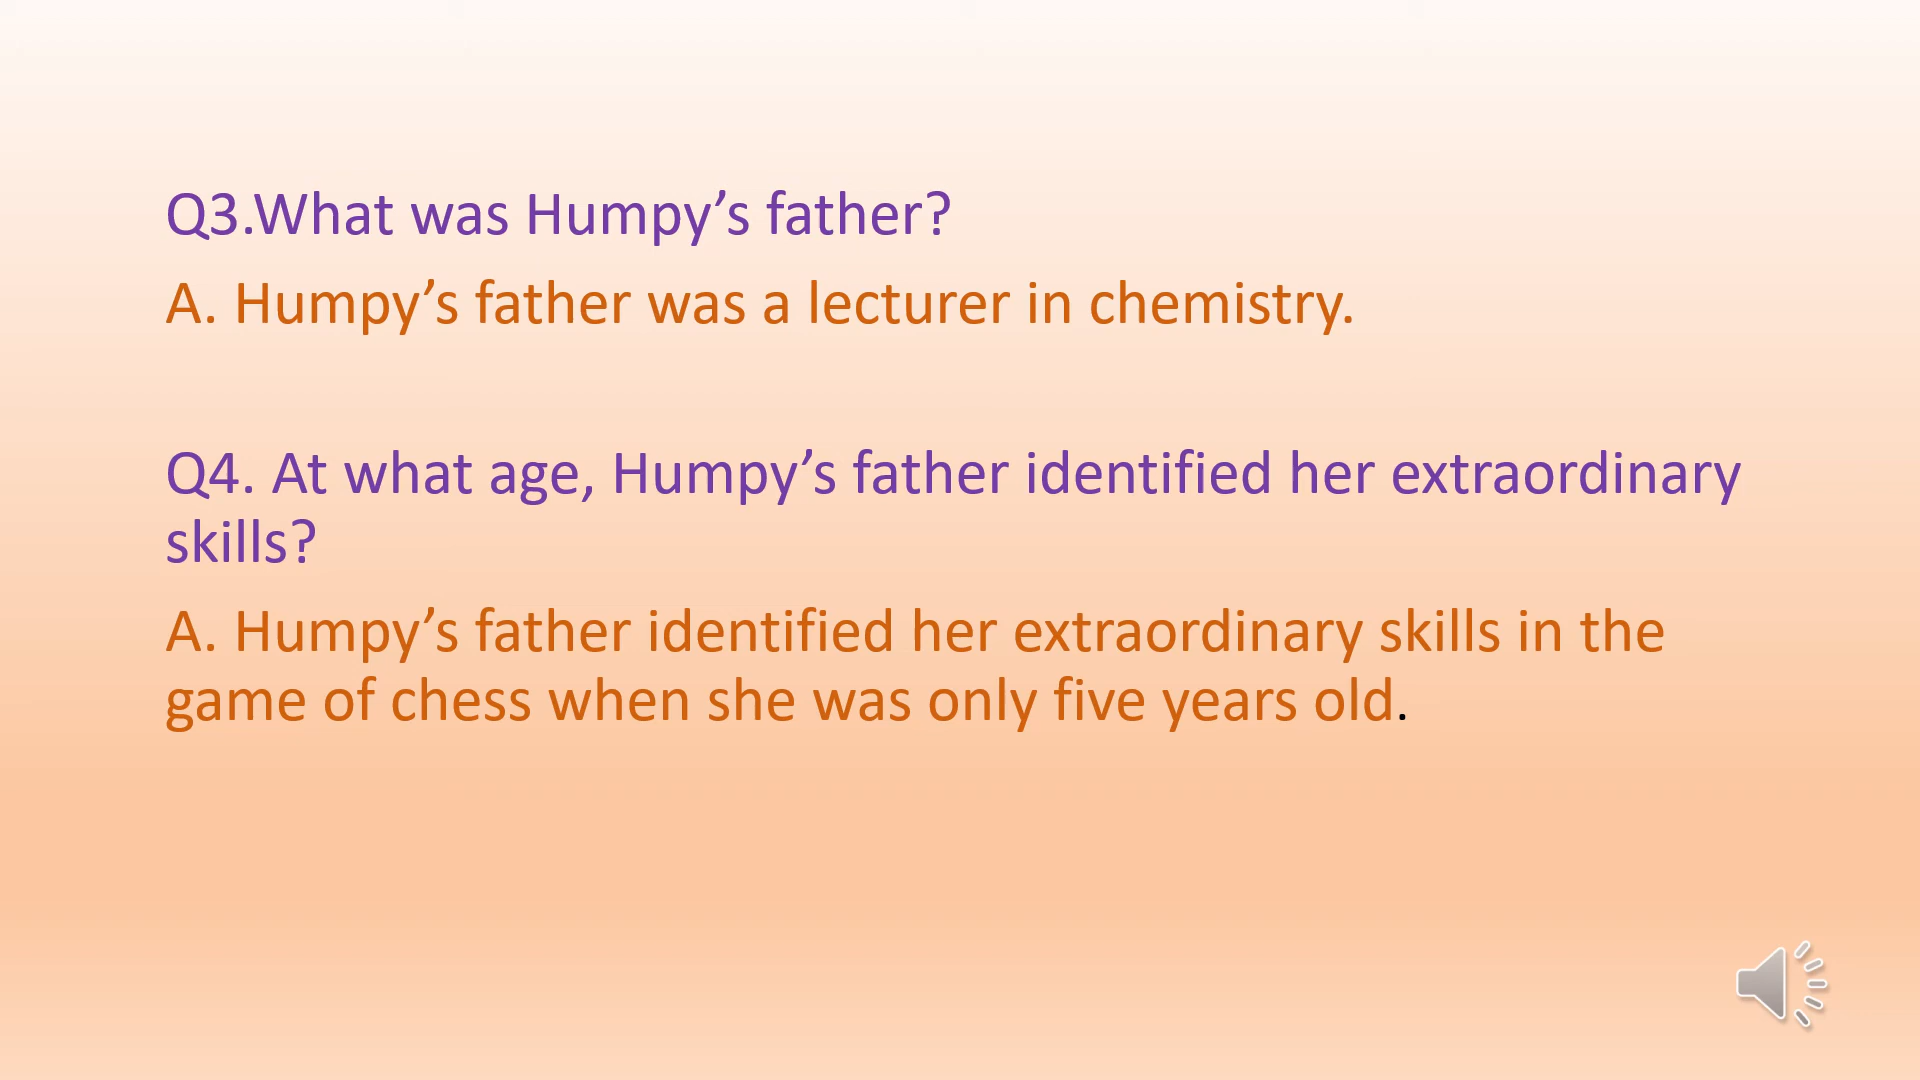 Q3.What was Humpy’s father?
A. Humpy’s father was a lecturer in chemistry.
Q4. At what age, Humpy’s father identified her extraordinary
skills?
A. Humpy’s father identified her extraordinary skills in the
game of chess when she was only five years old.